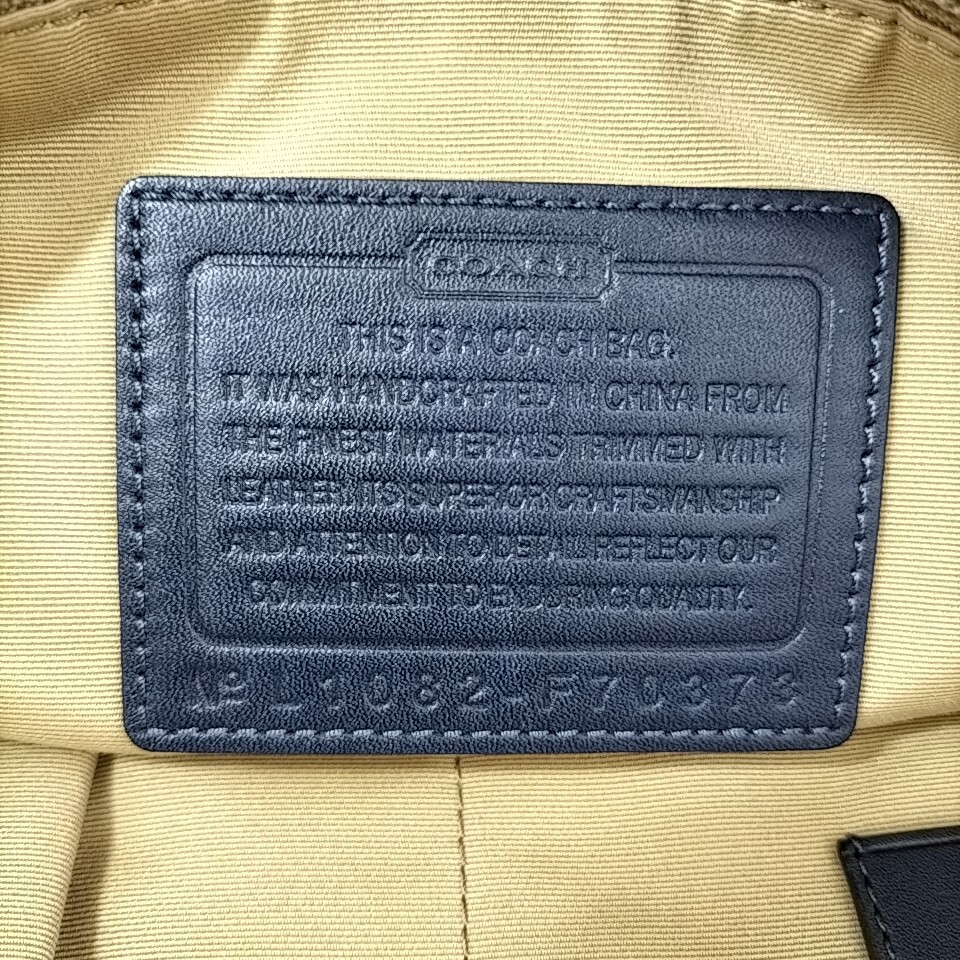 COACH
THIS IS A COACH BAG.
IT WAS HANDCRAFTED IN CHINA FROM
THE FINEST MATERIALS TRIMMED WITH
LEATHER. ITS SUPERIOR CRAFTSMANSHIP
AND ATTENTION TO DETAIL REFLECT OUR
COMMITMENT TO ENDURING QUALITY.
Nº L1082-F70373